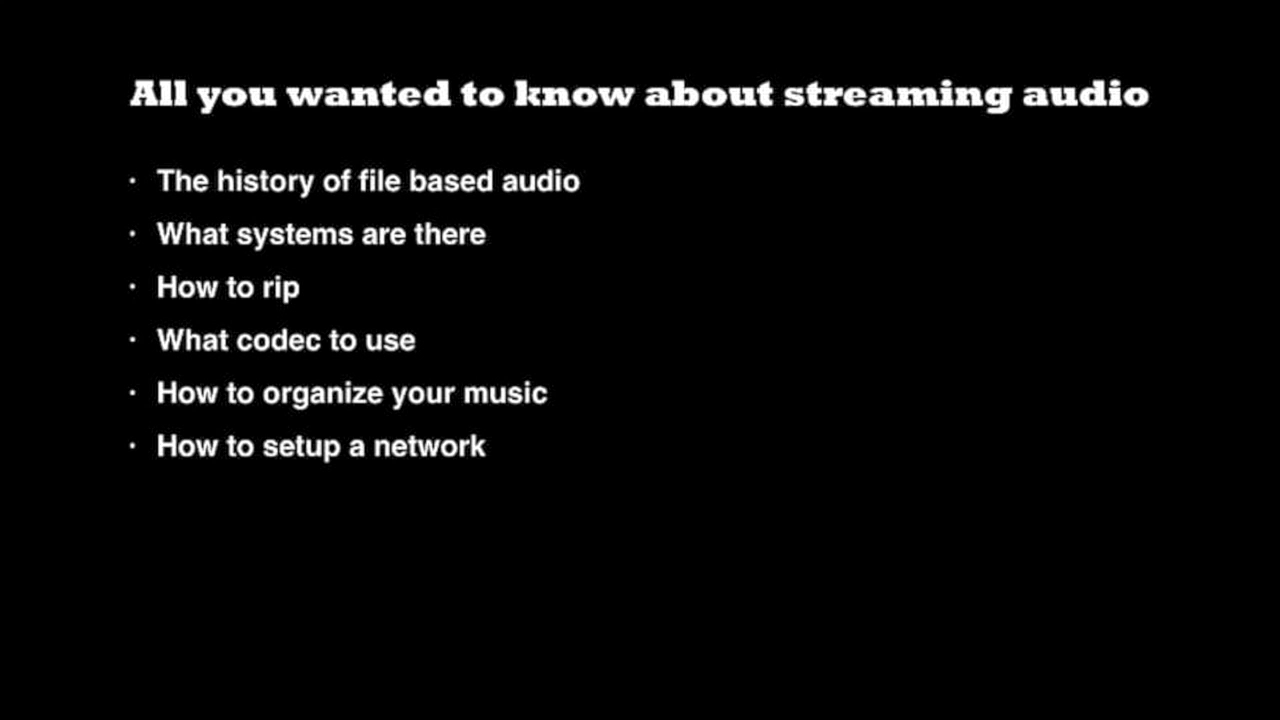 All you wanted to know about streaming audio
· The history of file based audio
· What systems are there
· How to rip
· What codec to use
· How to organize your music
· How to setup a network